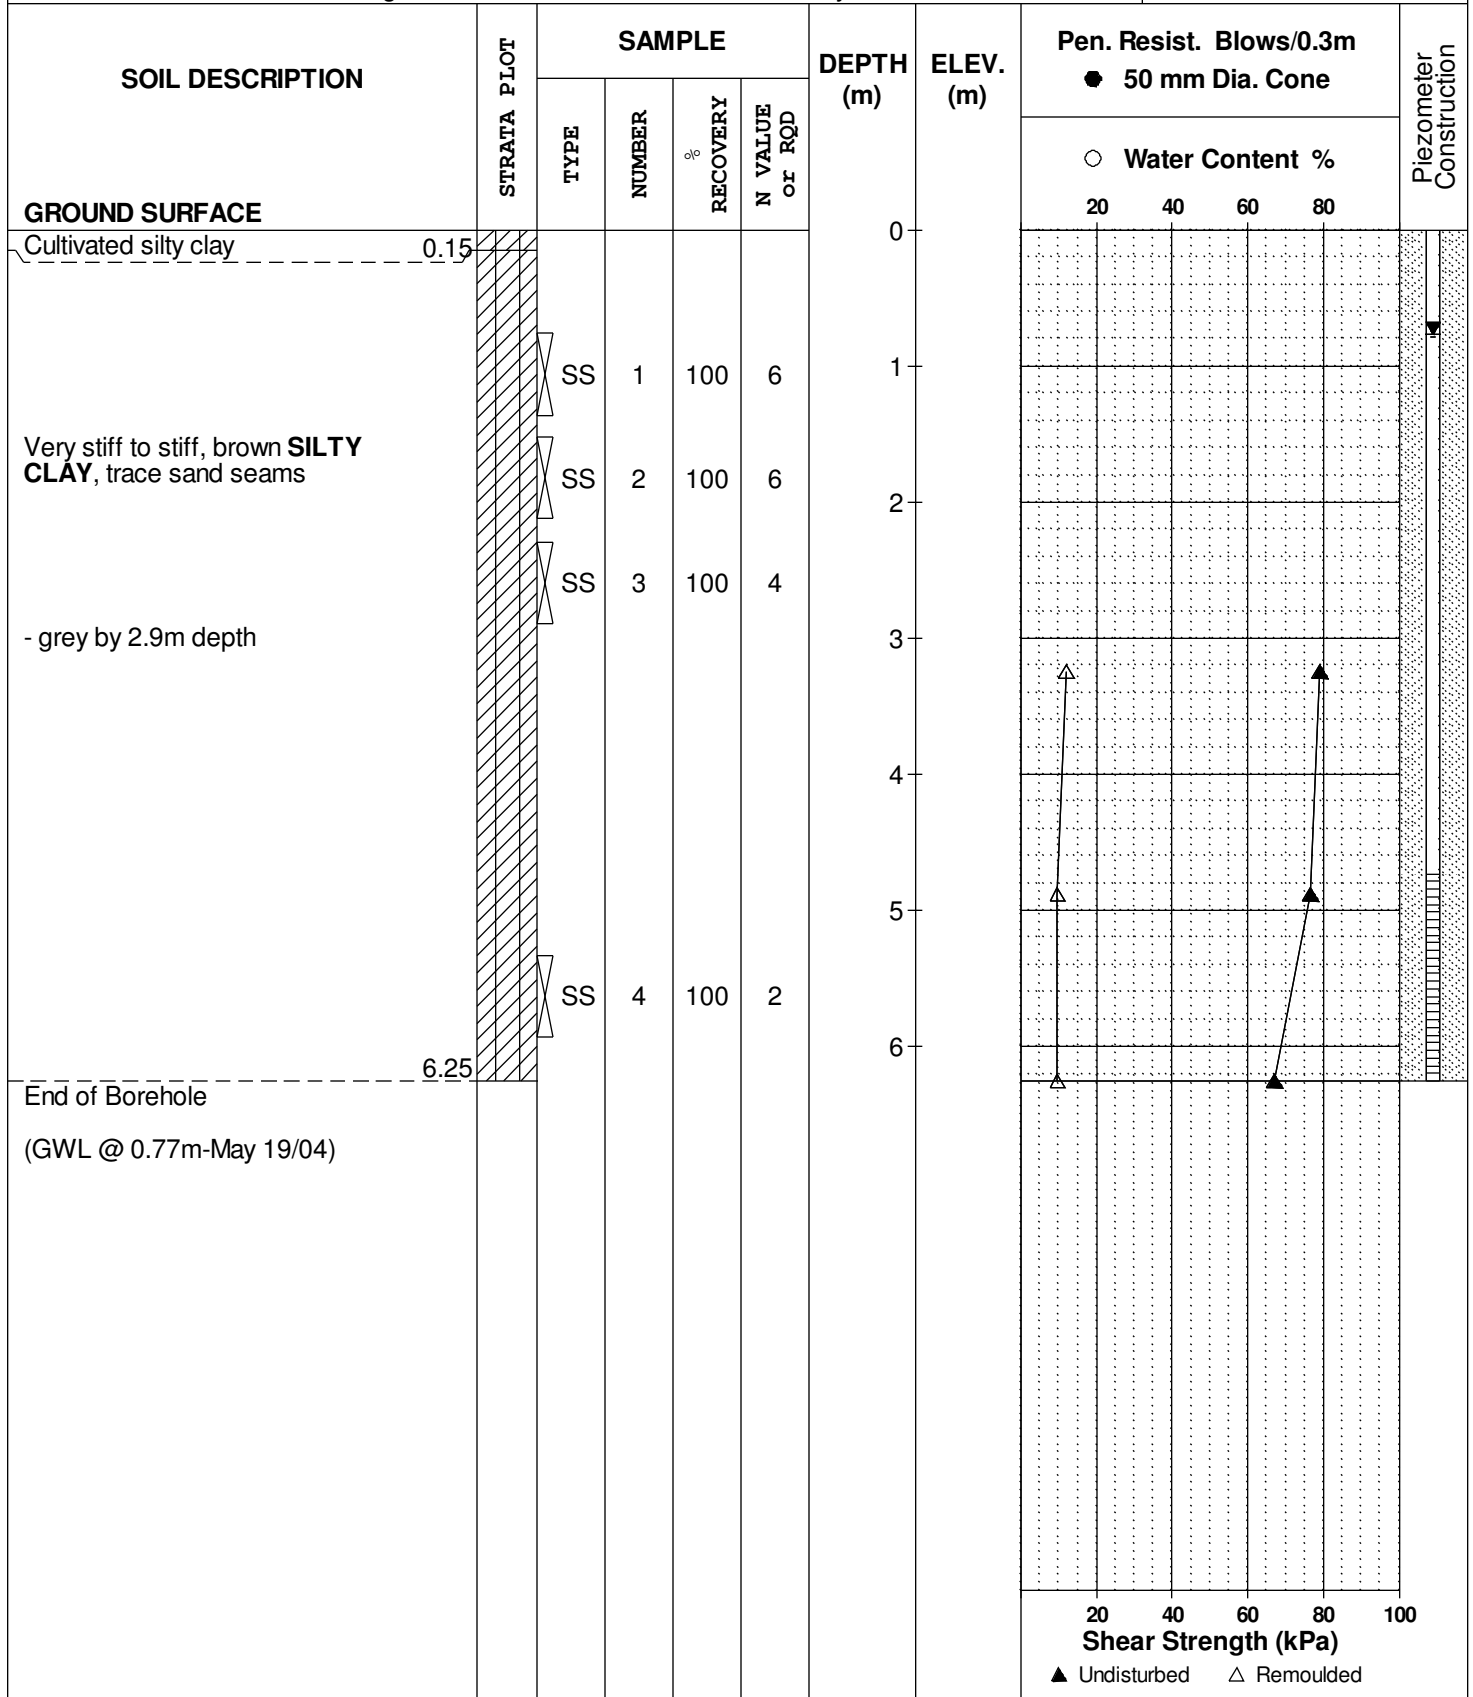 SOIL DESCRIPTION
GROUND SURFACE
STRATA PLOT
SAMPLE
TYPE
NUMBER
%
RECOVERY
N VALUE
or RQD
DEPTH
(m)
ELEV.
(m)
Pen. Resist. Blows/0.3m
● 50 mm Dia. Cone
○ Water Content %
20 40 60 80
Piezometer
Construction
Cultivated silty clay 0.15
0
SS 1 100 6
1
Very stiff to stiff, brown SILTY
CLAY, trace sand seams
SS 2 100 6
2
SS 3 100 4
- grey by 2.9m depth
3
4
5
SS 4 100 2
6
6.25
End of Borehole
(GWL @ 0.77m-May 19/04)
20 40 60 80 100
Shear Strength (kPa)
▲ Undisturbed △ Remoulded